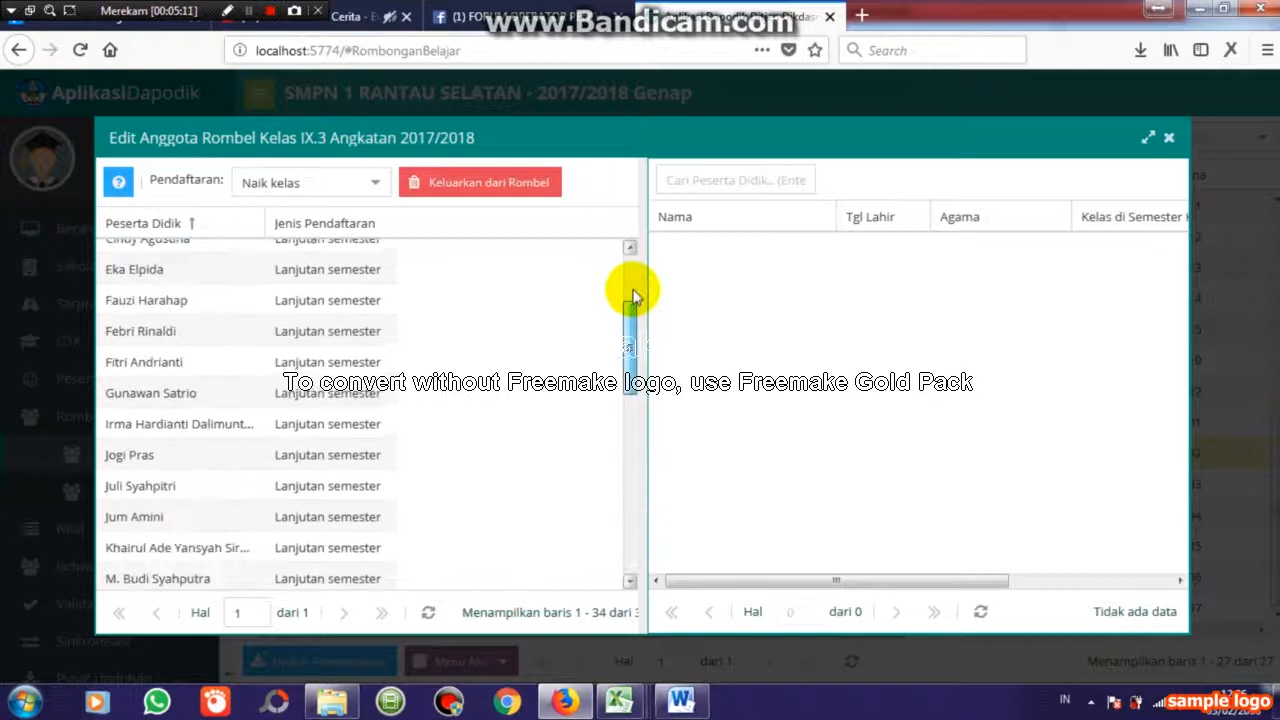 Merekam (00:05:11)
Cerita -
(1) FORUM OPERATOR
www.Bandicam.com
localhost:5774/#RombonganBelajar
Search
AplikasiDapodik
SMPN 1 RANTAU SELATAN - 2017/2018 Genap
Edit Anggota Rombel Kelas IX.3 Angkatan 2017/2018
Pendaftaran:
Naik kelas
Keluarkan dari Rombel
Cari Peserta Didik.. (Ente
Peserta Didik
Jenis Pendaftaran
Nama
Tgl Lahir
Agama
Kelas di Semester
Cindy Agustina
Lanjutan semester
Eka Elpida
Lanjutan semester
Fauzi Harahap
Lanjutan semester
Febri Rinaldi
Lanjutan semester
Fitri Andrianti
Lanjutan semester
To convert without Freemake logo, use Freemake Gold Pack
Gunawan Satrio
Lanjutan semester
Irma Hardianti Dalimunt...
Lanjutan semester
Jogi Pras
Lanjutan semester
Juli Syahpitri
Lanjutan semester
Jum Amini
Lanjutan semester
Khairul Ade Yansyah Sir...
Lanjutan semester
M. Budi Syahputra
Lanjutan semester
Hal 1 dari 1
Menampilkan baris 1 - 34 dari
Hal 0 dari 0
Tidak ada data
Hal 1 dari 1
Menampilkan baris 1 - 27 dari 27
IN
sample logo